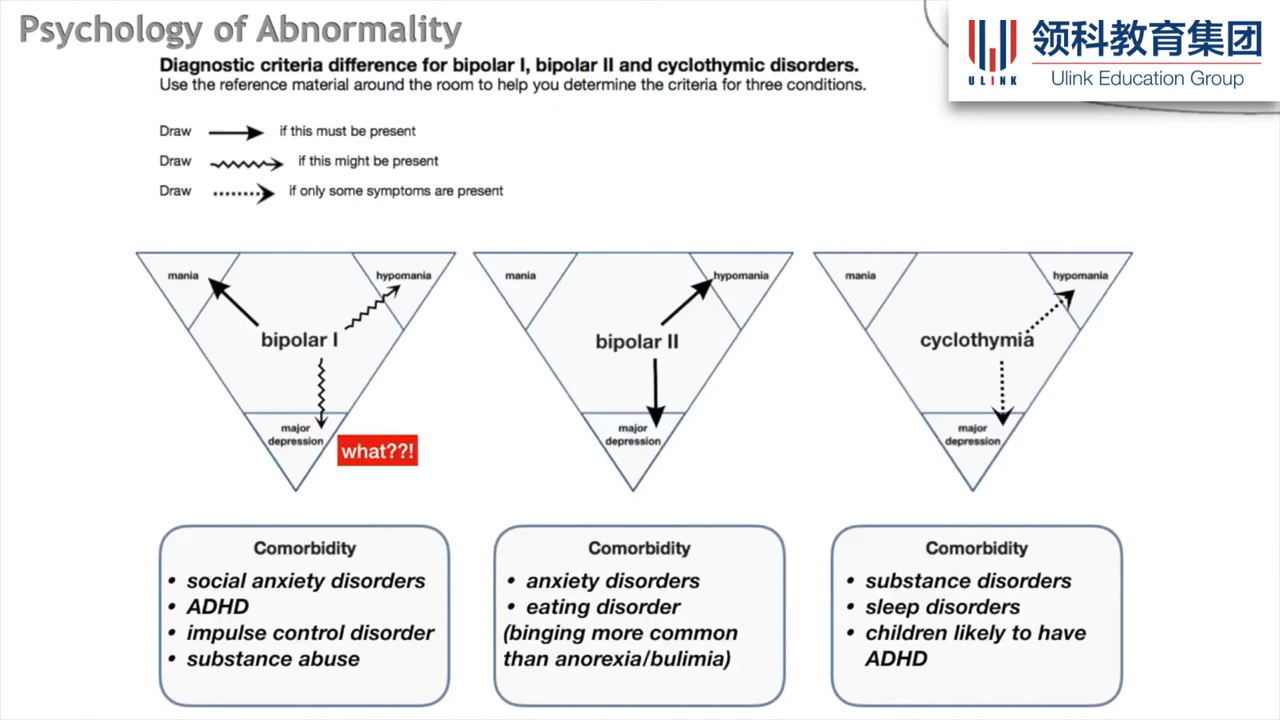 Psychology of Abnormality
ULINK
领科教育集团
Ulink Education Group
Diagnostic criteria difference for bipolar I, bipolar II and cyclothymic disorders.
Use the reference material around the room to help you determine the criteria for three conditions.
Draw if this must be present
Draw if this might be present
Draw if only some symptoms are present
mania
hypomania
bipolar I
major
depression
what??!
mania
hypomania
bipolar II
major
depression
mania
hypomania
cyclothymia
major
depression
Comorbidity
• social anxiety disorders
• ADHD
• impulse control disorder
• substance abuse
Comorbidity
• anxiety disorders
• eating disorder
(binging more common
than anorexia/bulimia)
Comorbidity
• substance disorders
• sleep disorders
• children likely to have
ADHD